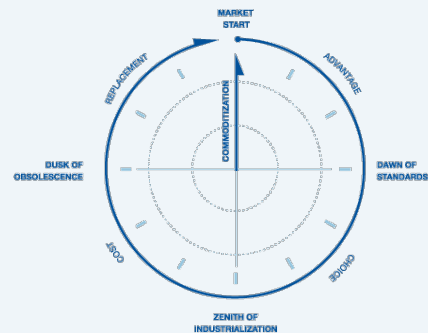 MARKET
START
REPLACEMENT
ADVANTAGE
COMMODITIZATION
DUSK OF
OBSOLESCENCE
DAWN OF
STANDARDS
COST
CHOICE
ZENITH OF
INDUSTRIALIZATION